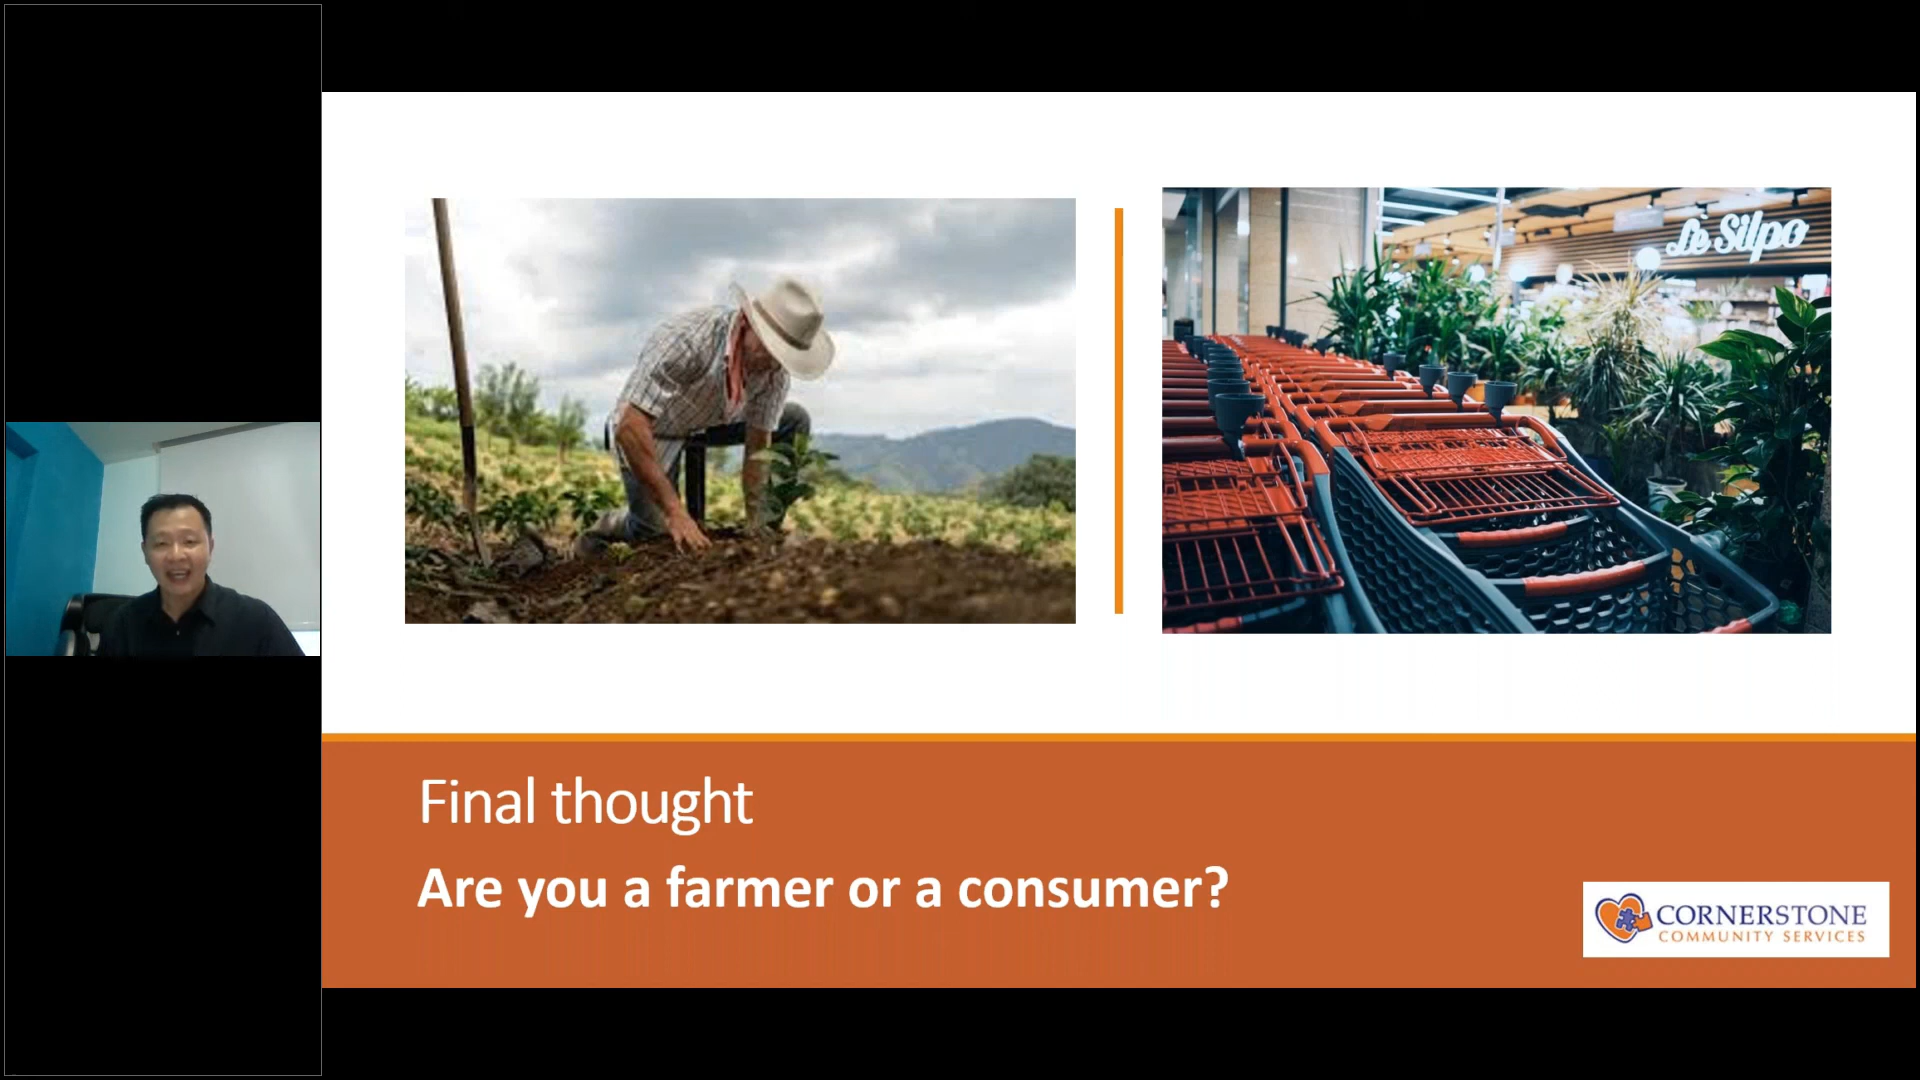 Le Silpo
Final thought
Are you a farmer or a consumer?
CORNERSTONE
COMMUNITY SERVICES